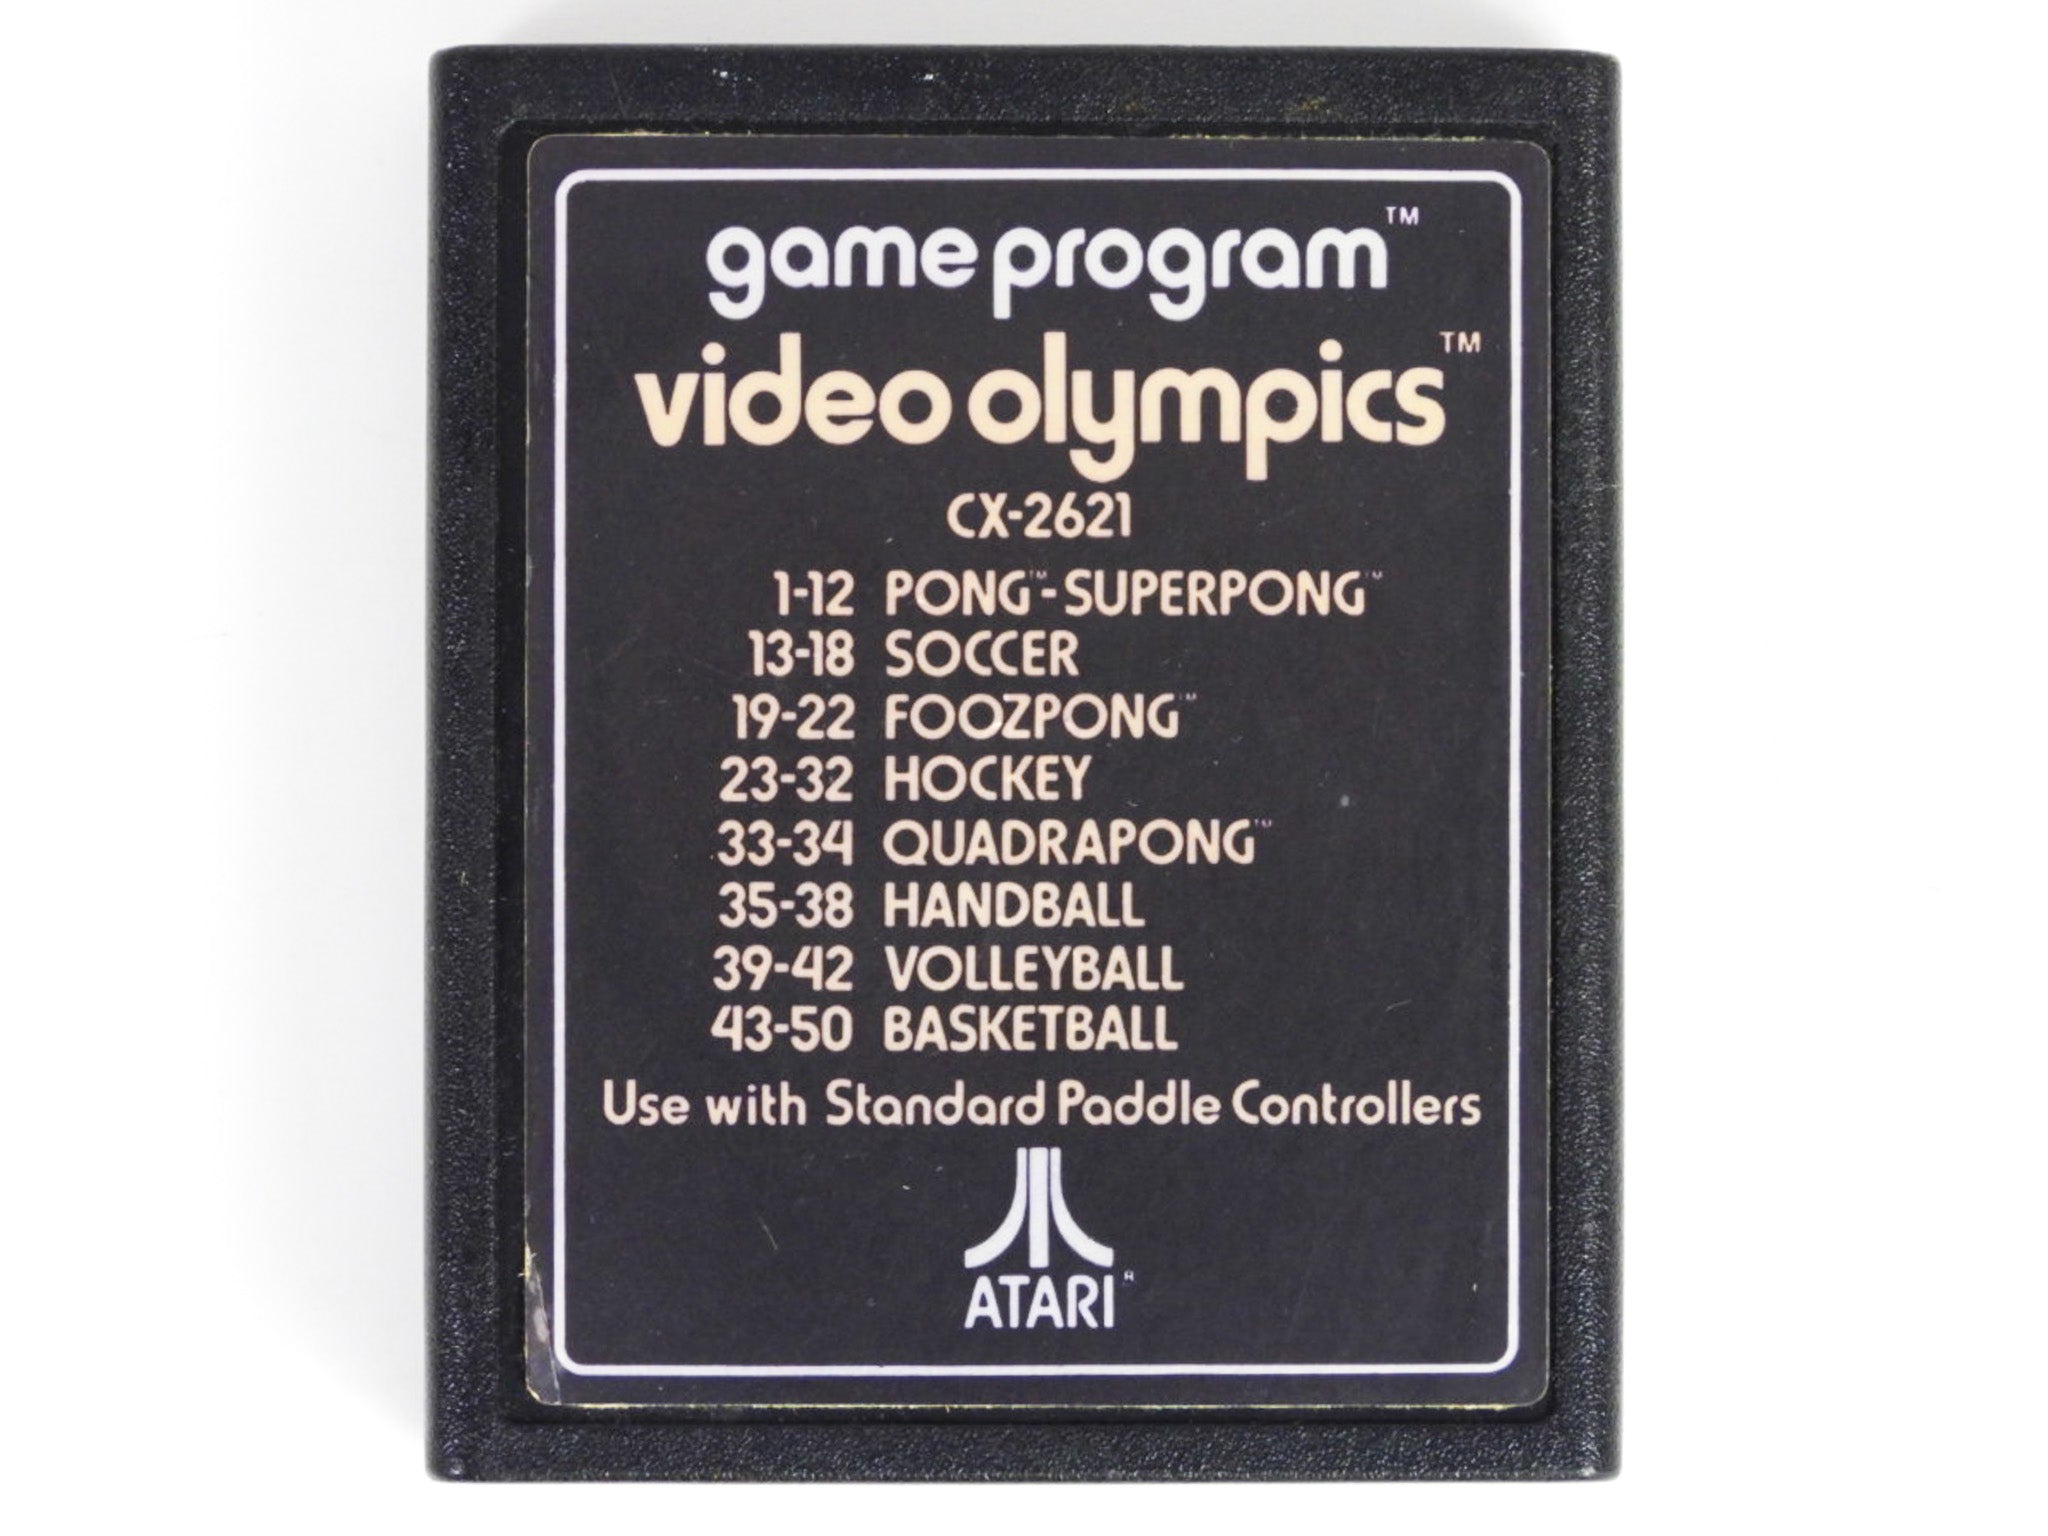 game program™
video olympics™
CX-2621
1-12 PONG™-SUPERPONG™
13-18 SOCCER
19-22 FOOZPONG™
23-32 HOCKEY
33-34 QUADRAPONG™
35-38 HANDBALL
39-42 VOLLEYBALL
43-50 BASKETBALL
Use with Standard Paddle Controllers
ATARI®